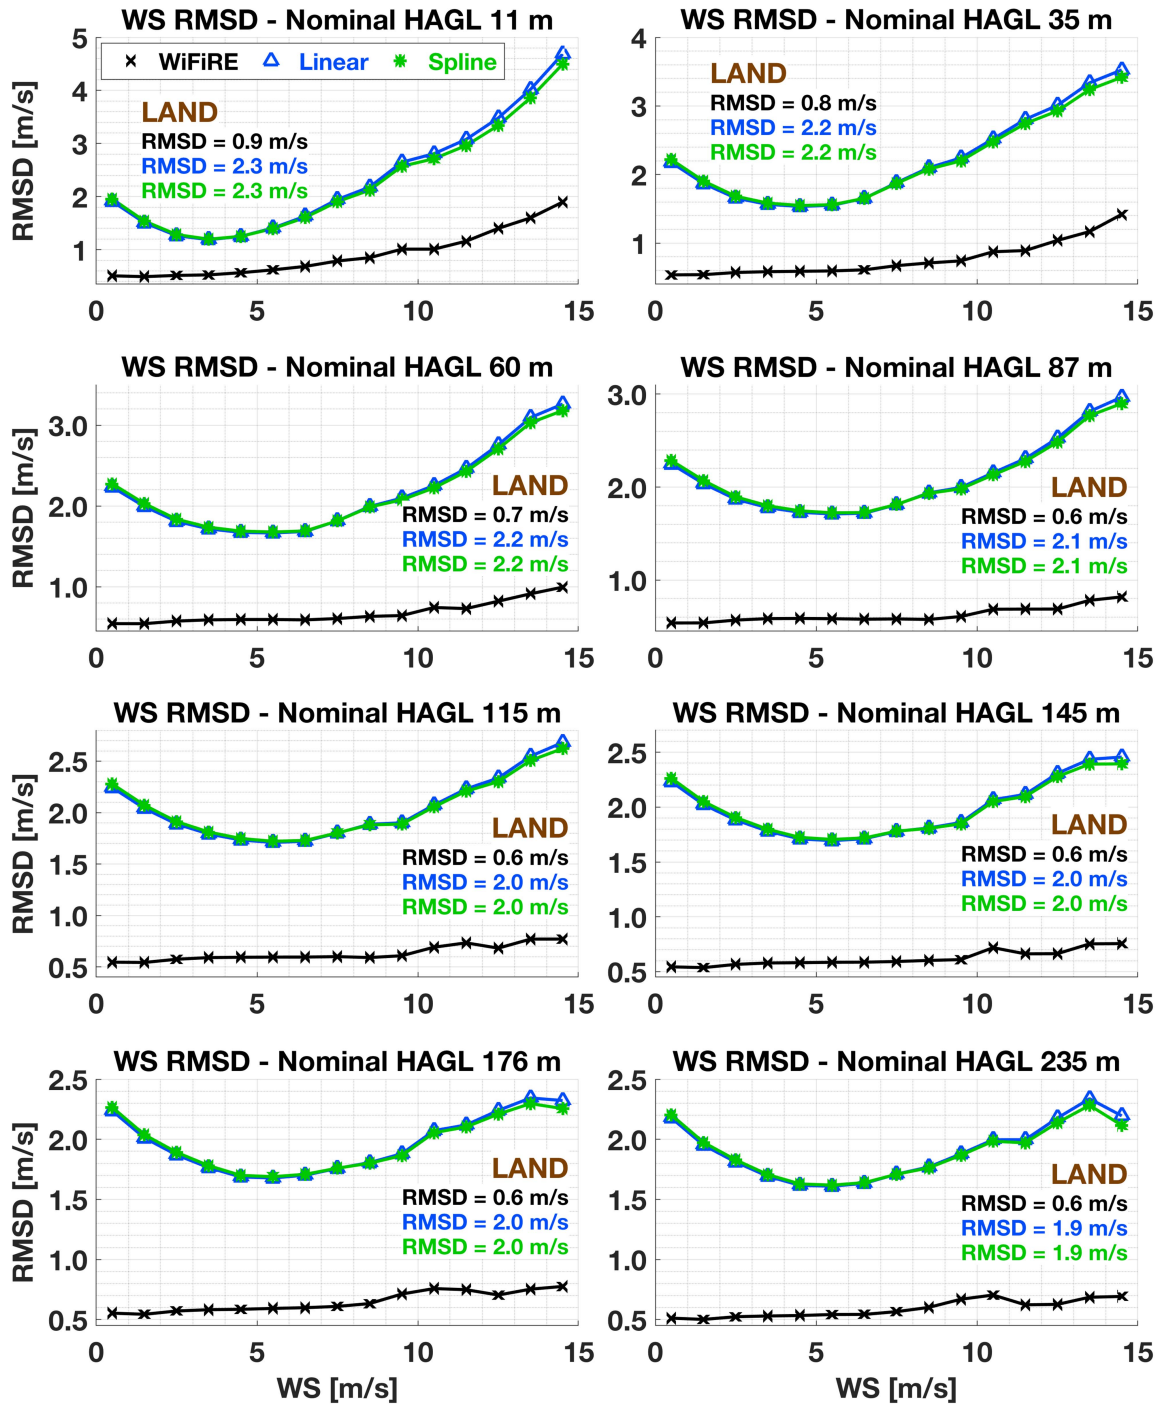 WS RMSD - Nominal HAGL 11 m
WiFiRE Linear Spline
LAND
RMSD = 0.9 m/s
RMSD = 2.3 m/s
RMSD = 2.3 m/s
RMSD [m/s]
5
4
3
2
1
0 5 10 15
WS RMSD - Nominal HAGL 35 m
LAND
RMSD = 0.8 m/s
RMSD = 2.2 m/s
RMSD = 2.2 m/s
4
3
2
1
0 5 10 15
WS RMSD - Nominal HAGL 60 m
LAND
RMSD = 0.7 m/s
RMSD = 2.2 m/s
RMSD = 2.2 m/s
RMSD [m/s]
3.0
2.0
1.0
0 5 10 15
WS RMSD - Nominal HAGL 87 m
LAND
RMSD = 0.6 m/s
RMSD = 2.1 m/s
RMSD = 2.1 m/s
3.0
2.0
1.0
0 5 10 15
WS RMSD - Nominal HAGL 115 m
LAND
RMSD = 0.6 m/s
RMSD = 2.0 m/s
RMSD = 2.0 m/s
RMSD [m/s]
2.5
2.0
1.5
1.0
0.5
0 5 10 15
WS RMSD - Nominal HAGL 145 m
LAND
RMSD = 0.6 m/s
RMSD = 2.0 m/s
RMSD = 2.0 m/s
2.5
2.0
1.5
1.0
0.5
0 5 10 15
WS RMSD - Nominal HAGL 176 m
LAND
RMSD = 0.6 m/s
RMSD = 2.0 m/s
RMSD = 2.0 m/s
RMSD [m/s]
2.5
2.0
1.5
1.0
0.5
0 5 10 15
WS [m/s]
WS RMSD - Nominal HAGL 235 m
LAND
RMSD = 0.6 m/s
RMSD = 1.9 m/s
RMSD = 1.9 m/s
2.5
2.0
1.5
1.0
0.5
0 5 10 15
WS [m/s]